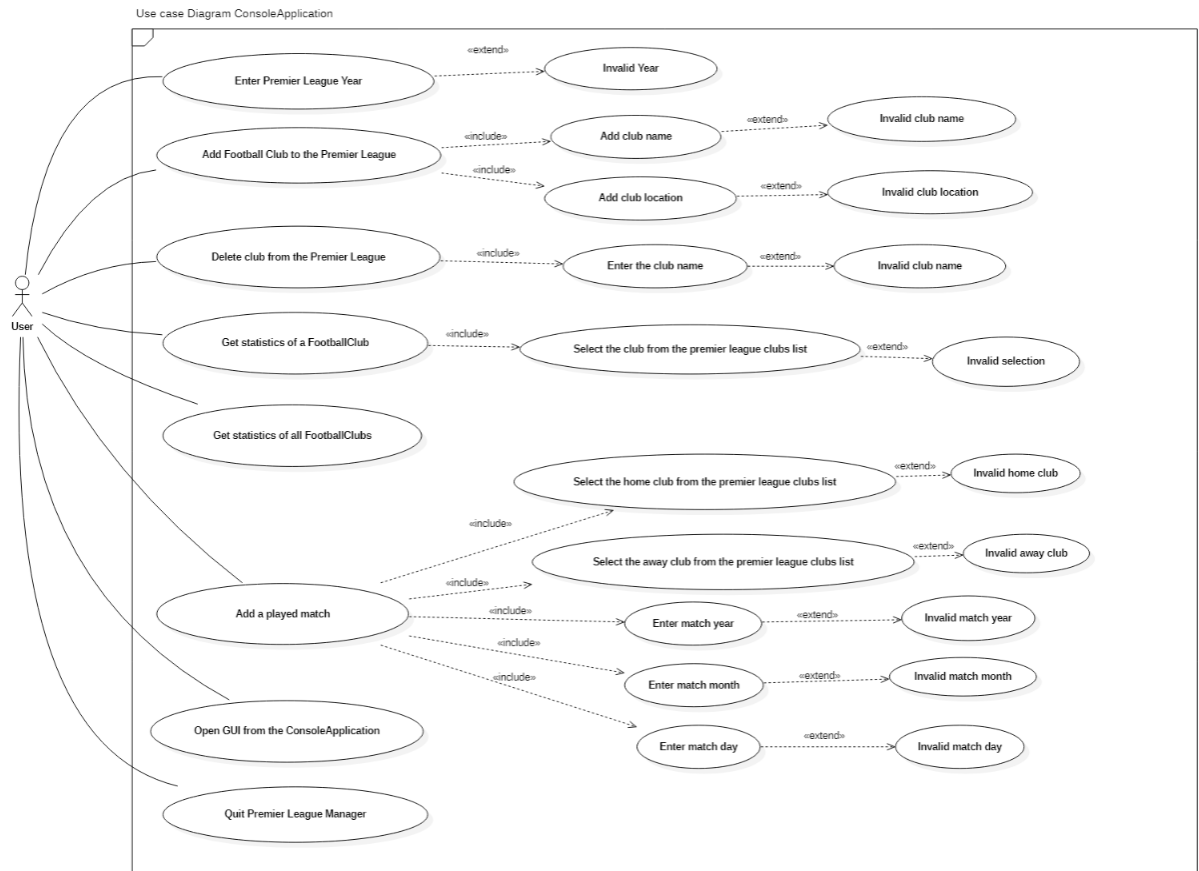 Use case Diagram ConsoleApplication
«extend»
Enter Premier League Year
Invalid Year
«include»
«extend»
Invalid club name
Add Football Club to the Premier League
Add club name
«include»
«extend»
Add club location
Invalid club location
Delete club from the Premier League
«include»
Enter the club name
«extend»
Invalid club name
User
Get statistics of a FootballClub
«include»
Select the club from the premier league clubs list
«extend»
Invalid selection
Get statistics of all FootballClubs
Select the home club from the premier league clubs list
«extend»
Invalid home club
«include»
Select the away club from the premier league clubs list
«extend»
Invalid away club
«include»
Add a played match
«include»
Enter match year
«extend»
Invalid match year
«include»
Enter match month
«extend»
Invalid match month
«include»
Enter match day
«extend»
Invalid match day
Open GUI from the ConsoleApplication
Quit Premier League Manager